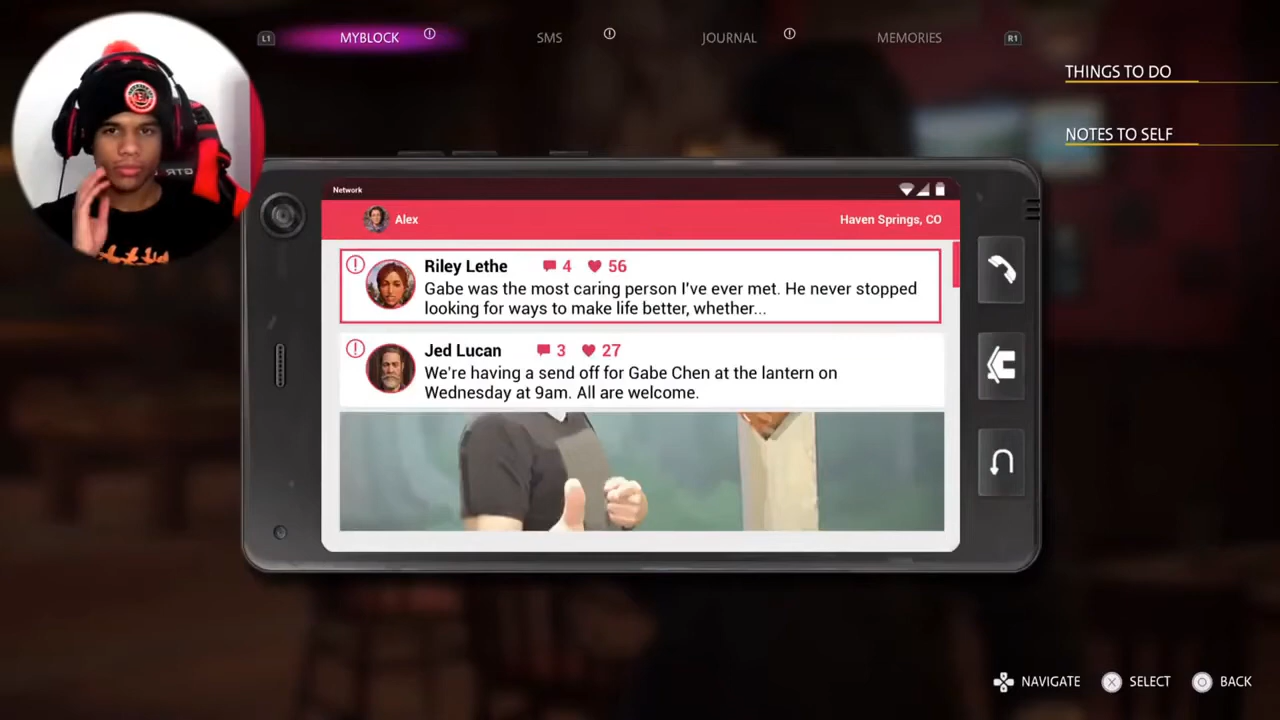 L1 MYBLOCK SMS JOURNAL MEMORIES R1
THINGS TO DO
NOTES TO SELF
Network
Alex Haven Springs, CO
Riley Lethe 4 56
Gabe was the most caring person I've ever met. He never stopped
looking for ways to make life better, whether...
Jed Lucan 3 27
We're having a send off for Gabe Chen at the lantern on
Wednesday at 9am. All are welcome.
NAVIGATE SELECT BACK